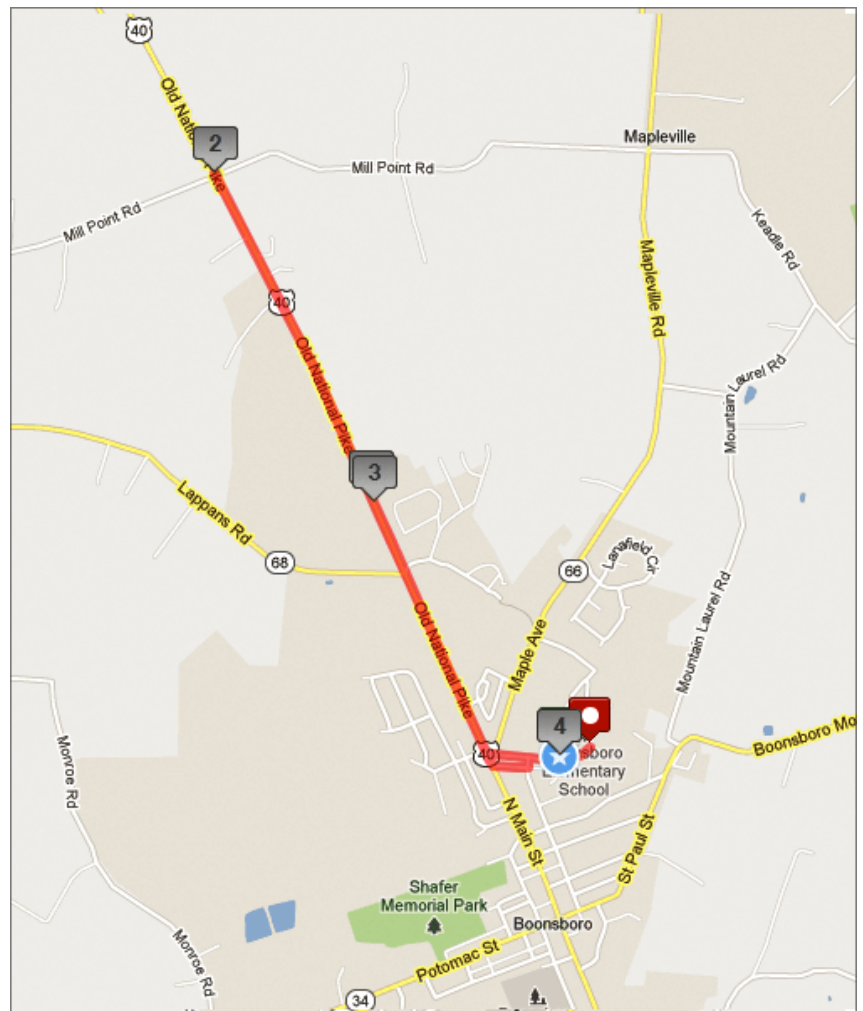 40
Old National Pike
2
Mapleville
Mill Point Rd
Mill Point Rd
Keadle Rd
Mapleville Rd
40
Old National Pike
Mountain Laurel Rd
3
Lappans Rd
68
66
Lanafield Cir
Mountain Laurel Rd
Old National Pike
Maple Ave
4
40
Elementary
School
Boonsboro Mo
Monroe Rd
N Main St
St Paul St
Shafer
Memorial Park
Boonsboro
Monroe Rd
Potomac St
34